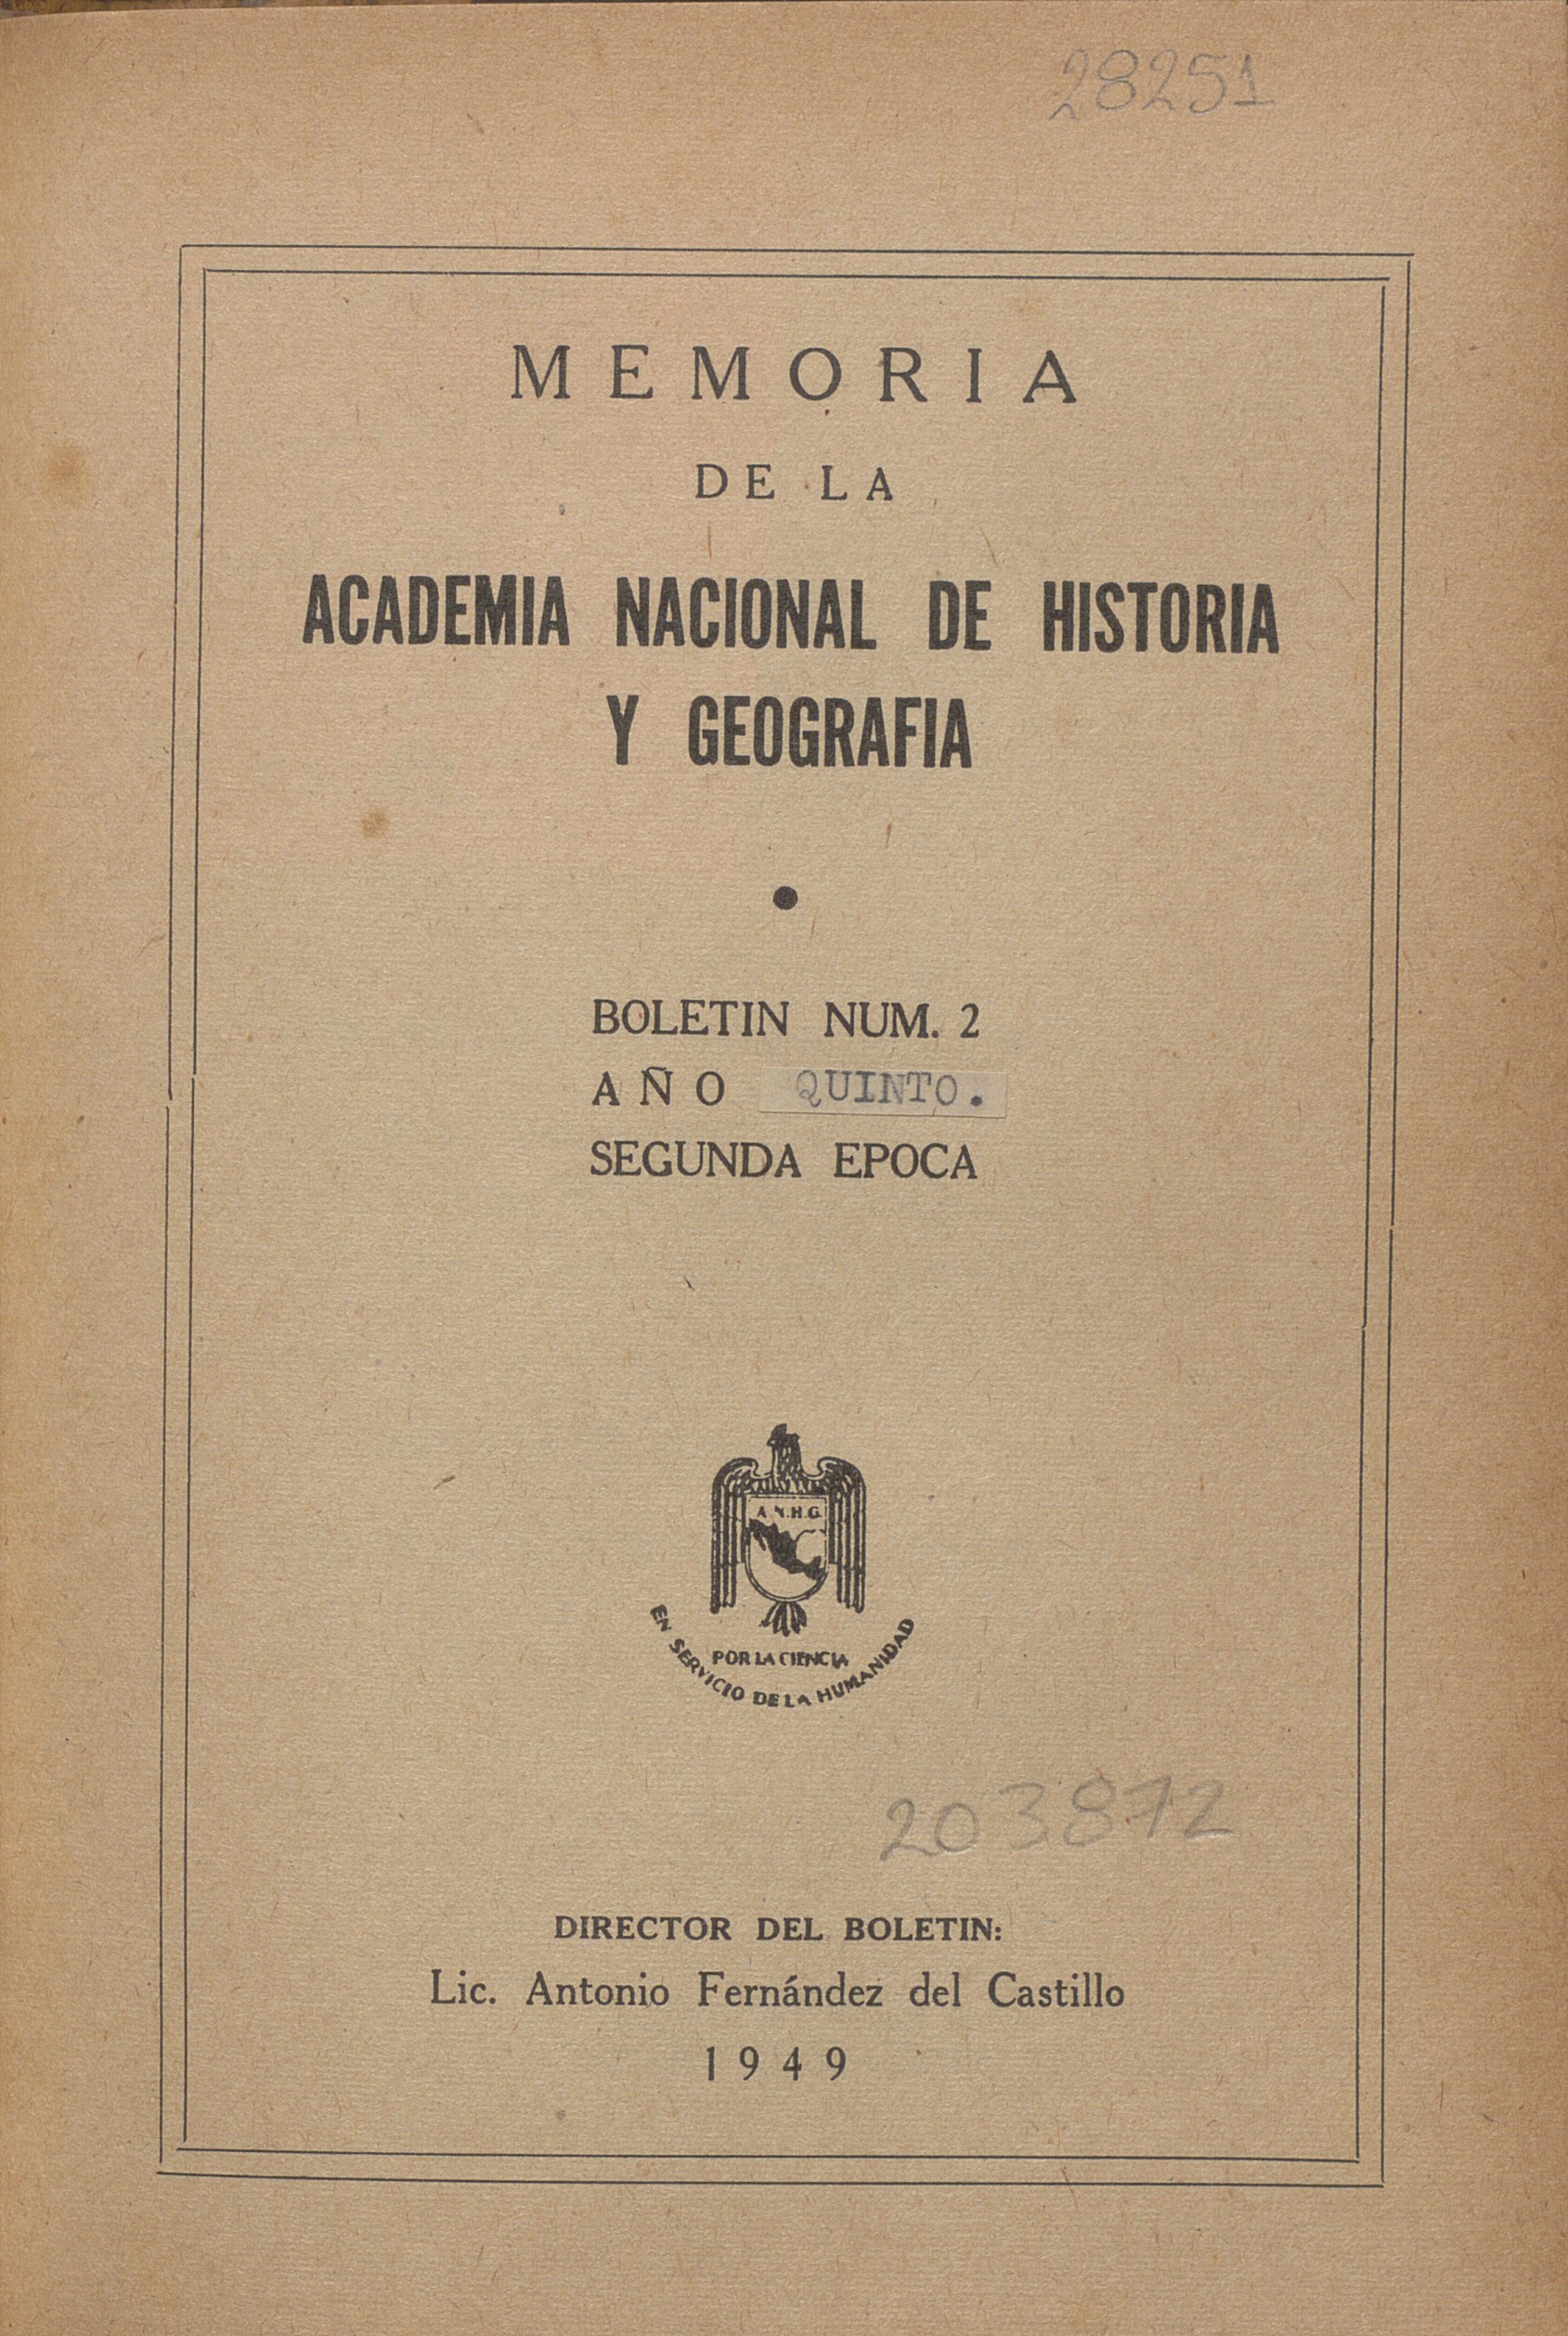 28251
MEMORIA
DE LA
ACADEMIA NACIONAL DE HISTORIA
Y GEOGRAFIA
BOLETIN NUM. 2
AÑO QUINTO.
SEGUNDA EPOCA
A.N.H.G.
POR LA CIENCIA
EN SERVICIO DE LA HUMANIDAD
203872
DIRECTOR DEL BOLETIN:
Lic. Antonio Fernández del Castillo
1949